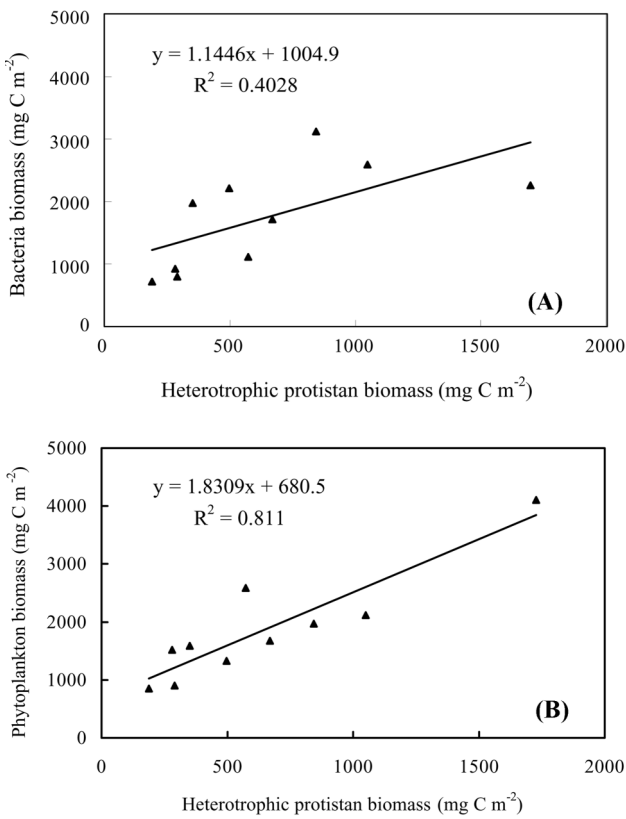 5000
y = 1.1446x + 1004.9
R² = 0.4028
4000
3000
2000
1000
0
Bacteria biomass (mg C m⁻²)
(A)
0 500 1000 1500 2000
Heterotrophic protistan biomass (mg C m⁻²)
5000
y = 1.8309x + 680.5
R² = 0.811
4000
3000
2000
1000
0
Phytoplankton biomass (mg C m⁻²)
(B)
0 500 1000 1500 2000
Heterotrophic protistan biomass (mg C m⁻²)